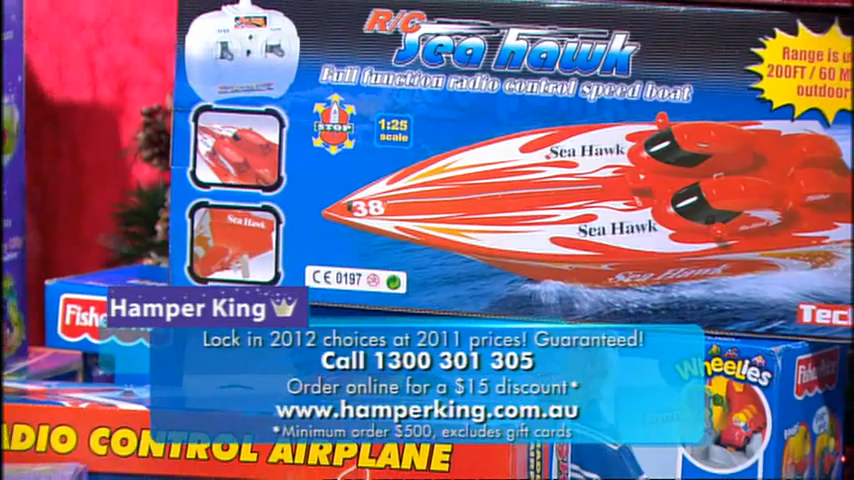 R/C
Sea hawk
Full function radio control speed boat
Range is
200FT / 60 M
outdoor
STOP
1:25
scale
Sea Hawk
38
Sea Hawk
Sea Hawk
Sea Hawk
CE 0197
Tec
Hamper King
Fishe
Lock in 2012 choices at 2011 prices! Guaranteed!
Call 1300 301 305
Order online for a $15 discount*
www.hamperking.com.au
*Minimum order $500, excludes gift cards
Wheelies
Fisher-Price
ADIO CONTROL AIRPLANE